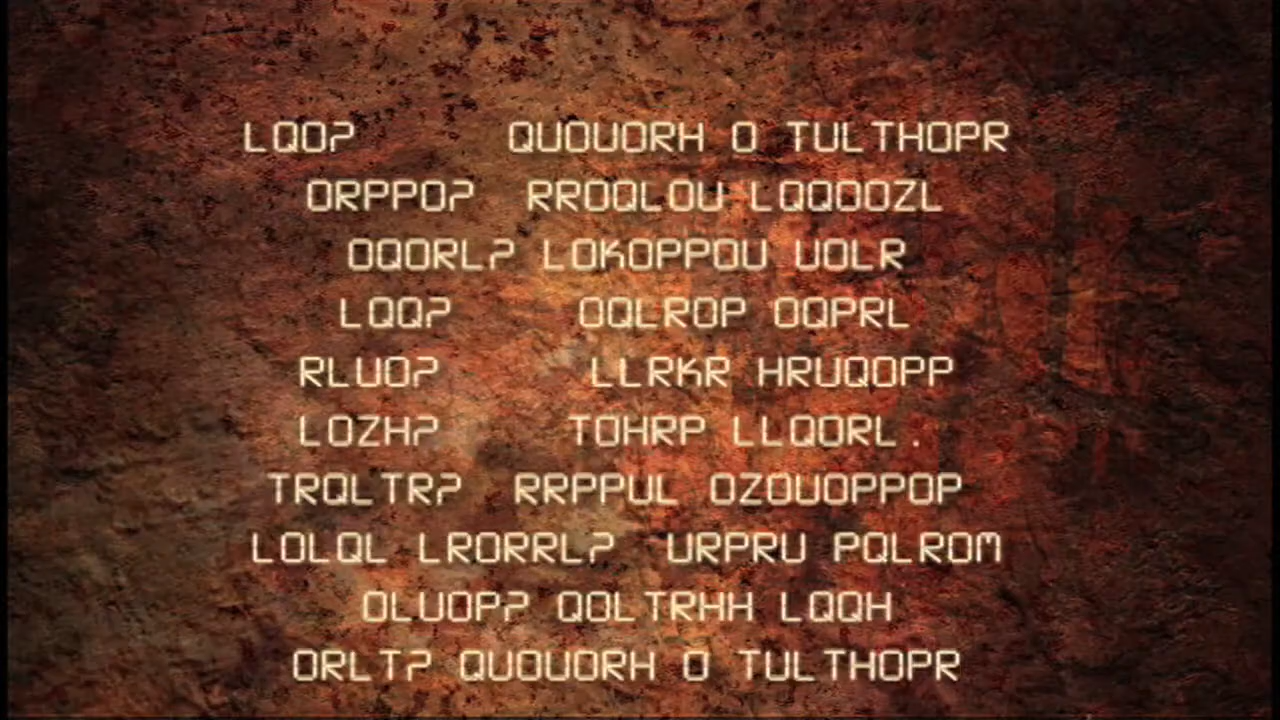 LQO? QUOUORH O TULTHOPR
ORPPO? RROQLOU LQQOOZL
OQORL? LOKOPPOU UOLR
LQQ? OQLROP OQPRL
RLUO? LLRKR HRUQOPP
LOZH? TOHRP LLQORL.
TRQLTR? RRPPUL OZOUOPPOP
LOLQL LRORRL? URPRU PQLROM
OLUOP? QOLTRHH LQQH
ORLT? QUOUORH O TULTHOPR